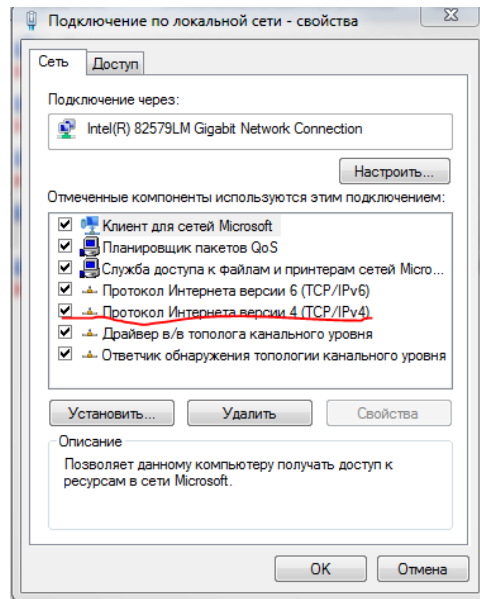 Подключение по локальной сети - свойства
Сеть
Доступ
Подключение через:
Intel(R) 82579LM Gigabit Network Connection
Настроить...
Отмеченные компоненты используются этим подключением:
Клиент для сетей Microsoft
Планировщик пакетов QoS
Служба доступа к файлам и принтерам сетей Micro...
Протокол Интернета версии 6 (TCP/IPv6)
Протокол Интернета версии 4 (TCP/IPv4)
Драйвер в/в тополога канального уровня
Ответчик обнаружения топологии канального уровня
Установить...
Удалить
Свойства
Описание
Позволяет данному компьютеру получать доступ к
ресурсам в сети Microsoft.
OK
Отмена